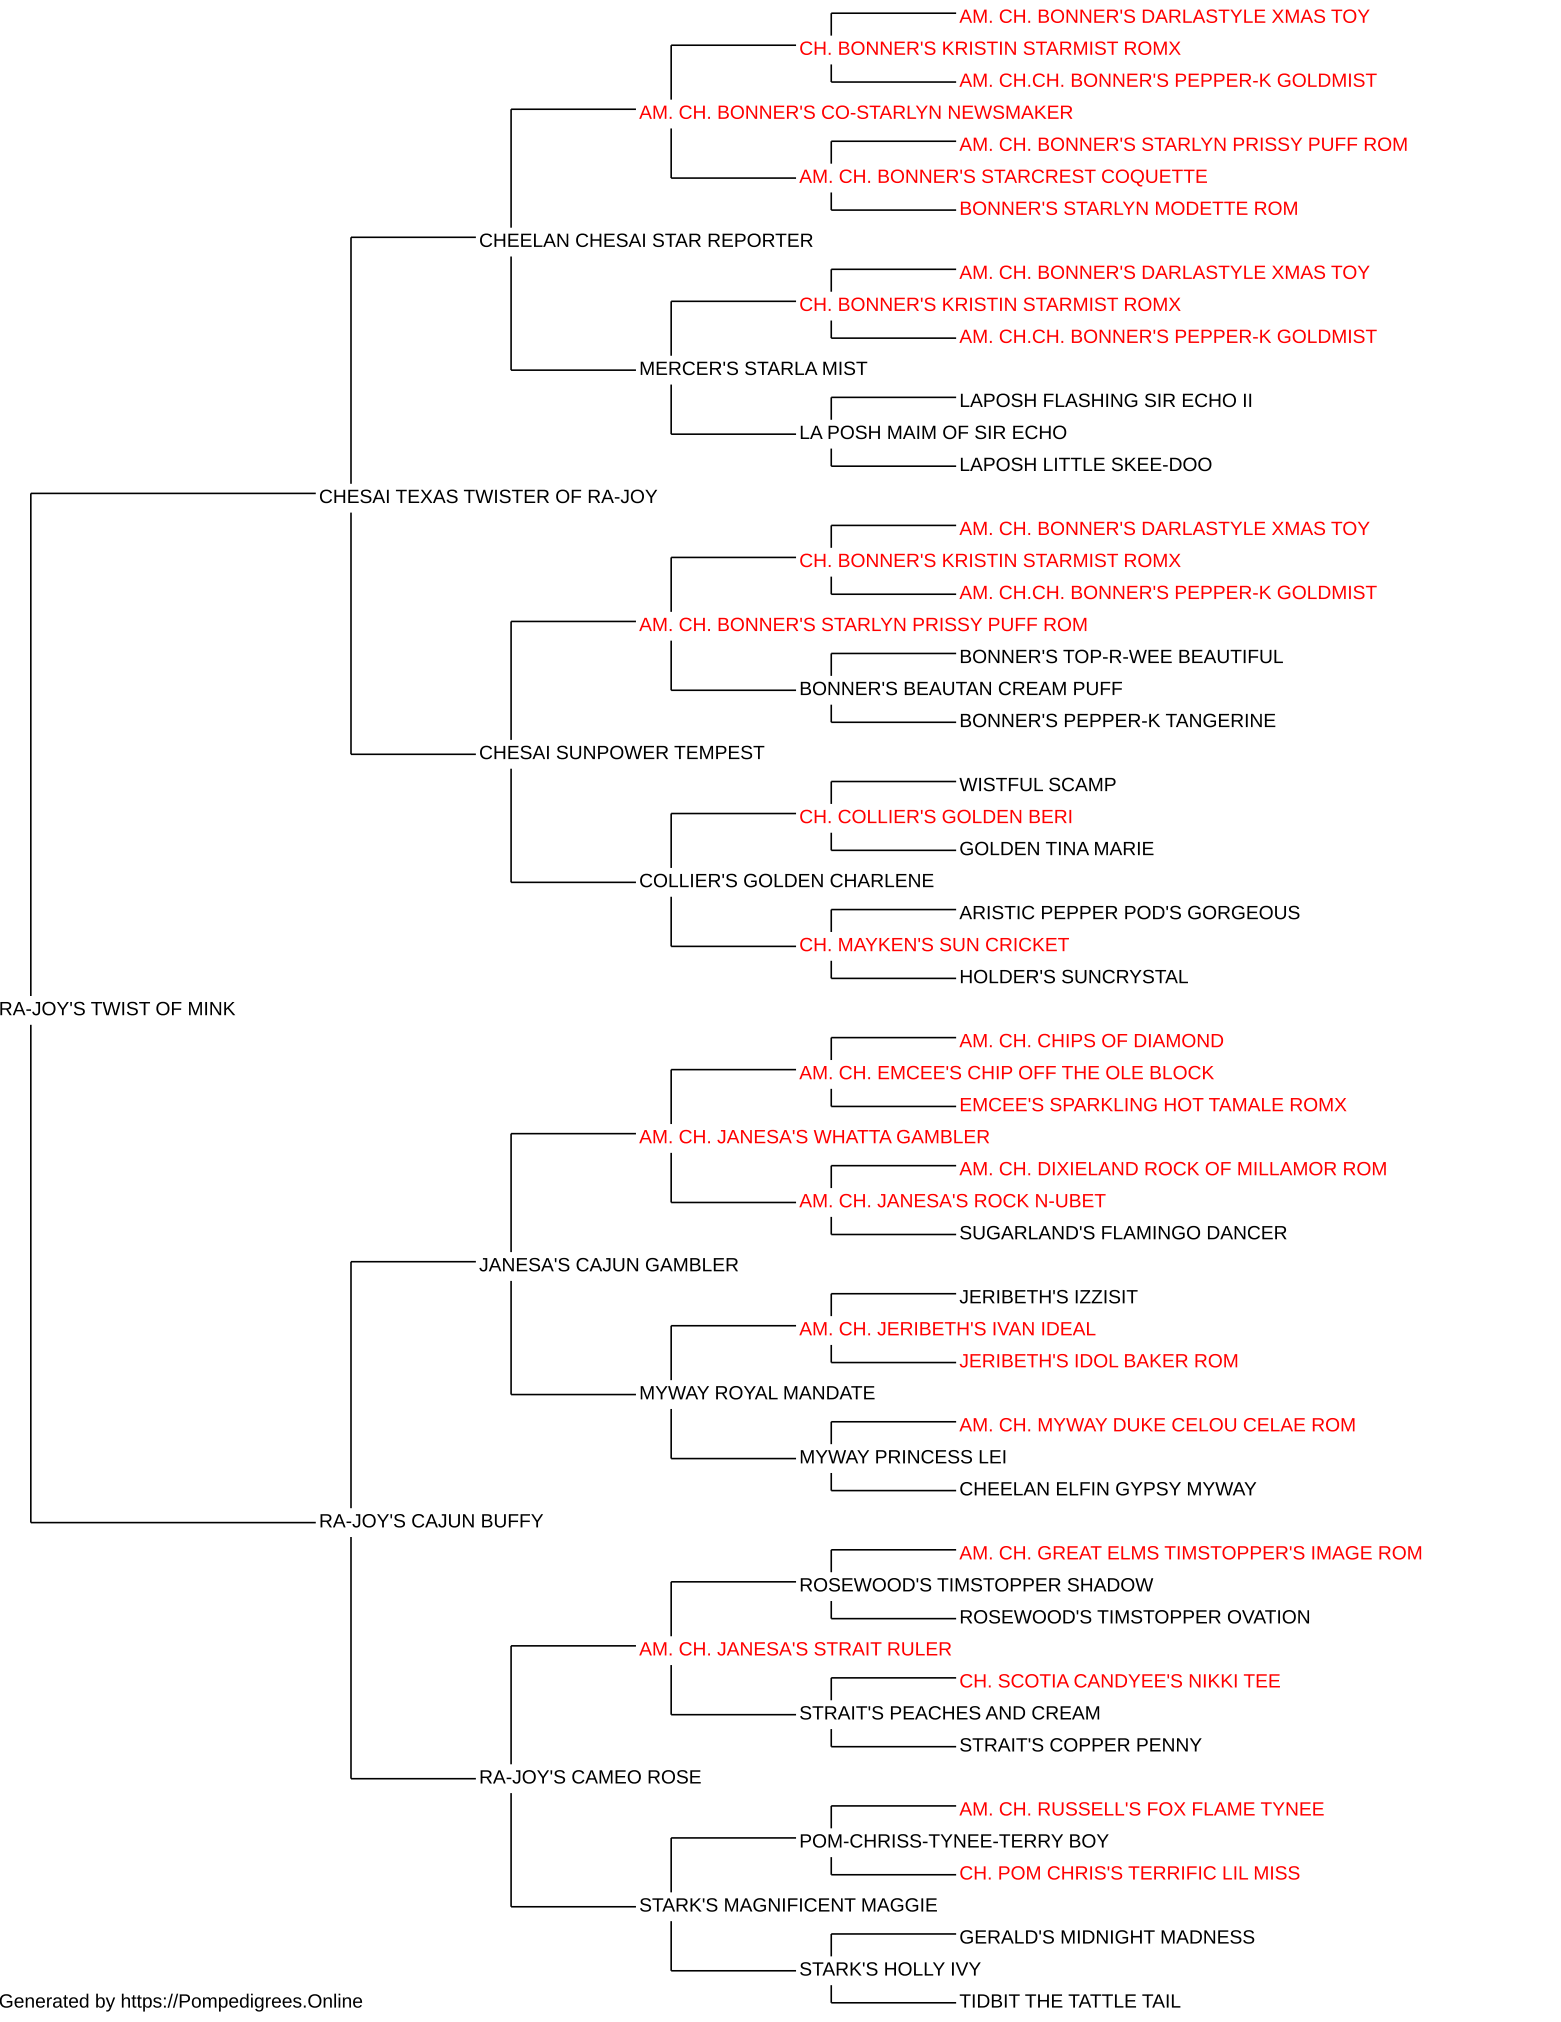 AM. CH. BONNER'S DARLASTYLE XMAS TOY
CH. BONNER'S KRISTIN STARMIST ROMX
AM. CH.CH. BONNER'S PEPPER-K GOLDMIST
AM. CH. BONNER'S CO-STARLYN NEWSMAKER
AM. CH. BONNER'S STARLYN PRISSY PUFF ROM
AM. CH. BONNER'S STARCREST COQUETTE
BONNER'S STARLYN MODETTE ROM
CHEELAN CHESAI STAR REPORTER
AM. CH. BONNER'S DARLASTYLE XMAS TOY
CH. BONNER'S KRISTIN STARMIST ROMX
AM. CH.CH. BONNER'S PEPPER-K GOLDMIST
MERCER'S STARLA MIST
LAPOSH FLASHING SIR ECHO II
LA POSH MAIM OF SIR ECHO
LAPOSH LITTLE SKEE-DOO
CHESAI TEXAS TWISTER OF RA-JOY
AM. CH. BONNER'S DARLASTYLE XMAS TOY
CH. BONNER'S KRISTIN STARMIST ROMX
AM. CH.CH. BONNER'S PEPPER-K GOLDMIST
AM. CH. BONNER'S STARLYN PRISSY PUFF ROM
BONNER'S TOP-R-WEE BEAUTIFUL
BONNER'S BEAUTAN CREAM PUFF
BONNER'S PEPPER-K TANGERINE
CHESAI SUNPOWER TEMPEST
WISTFUL SCAMP
CH. COLLIER'S GOLDEN BERI
GOLDEN TINA MARIE
COLLIER'S GOLDEN CHARLENE
ARISTIC PEPPER POD'S GORGEOUS
CH. MAYKEN'S SUN CRICKET
HOLDER'S SUNCRYSTAL
RA-JOY'S TWIST OF MINK
AM. CH. CHIPS OF DIAMOND
AM. CH. EMCEE'S CHIP OFF THE OLE BLOCK
EMCEE'S SPARKLING HOT TAMALE ROMX
AM. CH. JANESA'S WHATTA GAMBLER
AM. CH. DIXIELAND ROCK OF MILLAMOR ROM
AM. CH. JANESA'S ROCK N-UBET
SUGARLAND'S FLAMINGO DANCER
JANESA'S CAJUN GAMBLER
JERIBETH'S IZZISIT
AM. CH. JERIBETH'S IVAN IDEAL
JERIBETH'S IDOL BAKER ROM
MYWAY ROYAL MANDATE
AM. CH. MYWAY DUKE CELOU CELAE ROM
MYWAY PRINCESS LEI
CHEELAN ELFIN GYPSY MYWAY
RA-JOY'S CAJUN BUFFY
AM. CH. GREAT ELMS TIMSTOPPER'S IMAGE ROM
ROSEWOOD'S TIMSTOPPER SHADOW
ROSEWOOD'S TIMSTOPPER OVATION
AM. CH. JANESA'S STRAIT RULER
CH. SCOTIA CANDYEE'S NIKKI TEE
STRAIT'S PEACHES AND CREAM
STRAIT'S COPPER PENNY
RA-JOY'S CAMEO ROSE
AM. CH. RUSSELL'S FOX FLAME TYNEE
POM-CHRISS-TYNEE-TERRY BOY
CH. POM CHRIS'S TERRIFIC LIL MISS
STARK'S MAGNIFICENT MAGGIE
GERALD'S MIDNIGHT MADNESS
STARK'S HOLLY IVY
TIDBIT THE TATTLE TAIL
Generated by https://Pompedigrees.Online